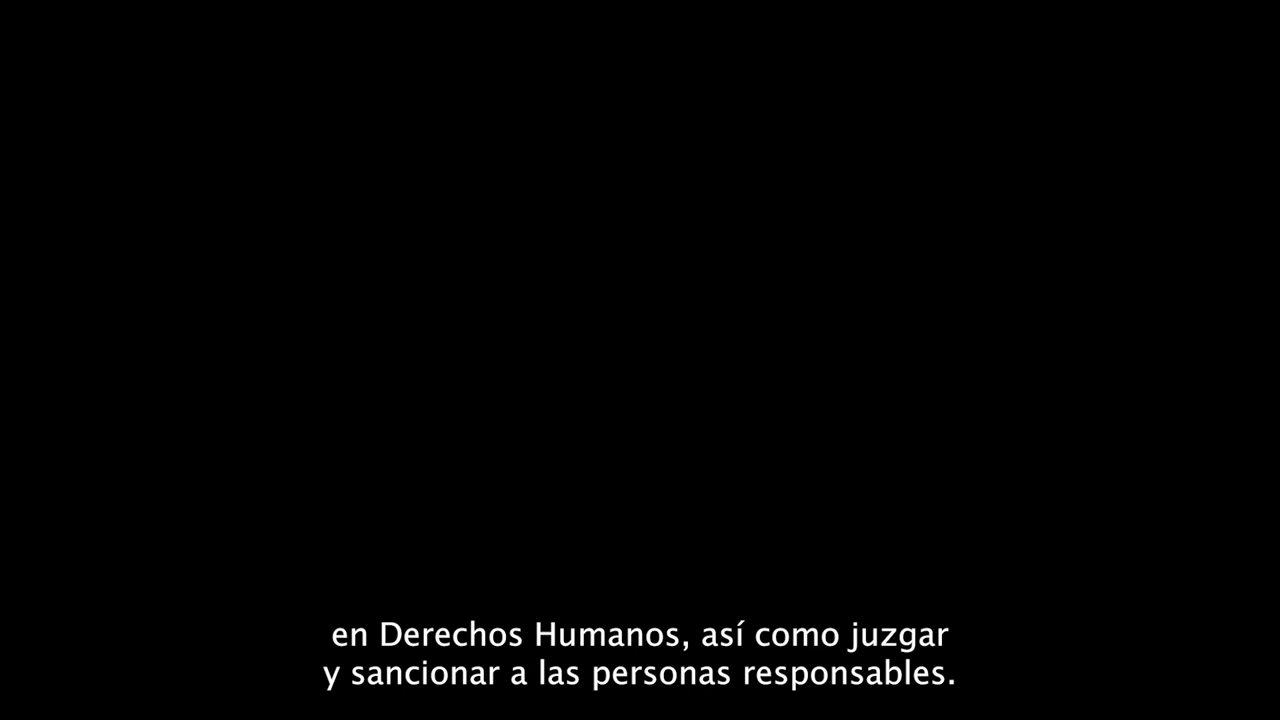 en Derechos Humanos, así como juzgar
y sancionar a las personas responsables.